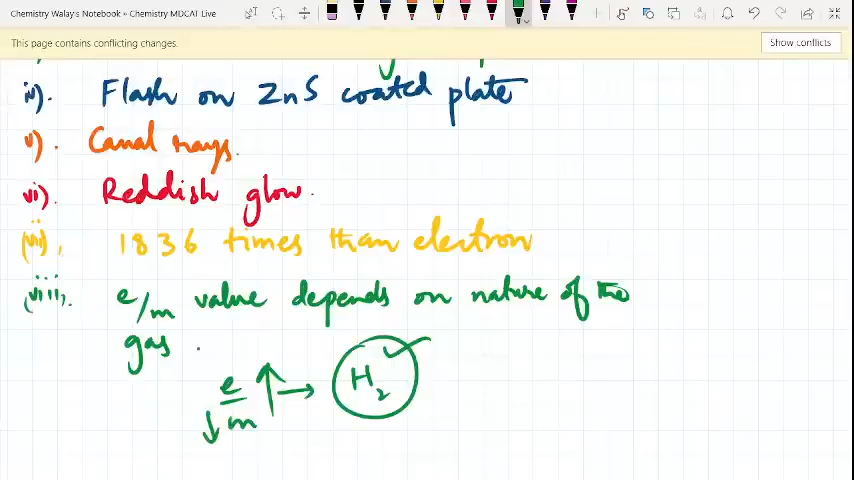 Chemistry Walay's Notebook » Chemistry MDCAT Live
This page contains conflicting changes.
Show conflicts
iv). Flash on ZnS coated plate
v). Canal rays.
vi). Reddish glow.
(vii). 1836 times than electron
(viii). e/m value depends on nature of the
gas
e/m ↑ → H2 ✓
↓